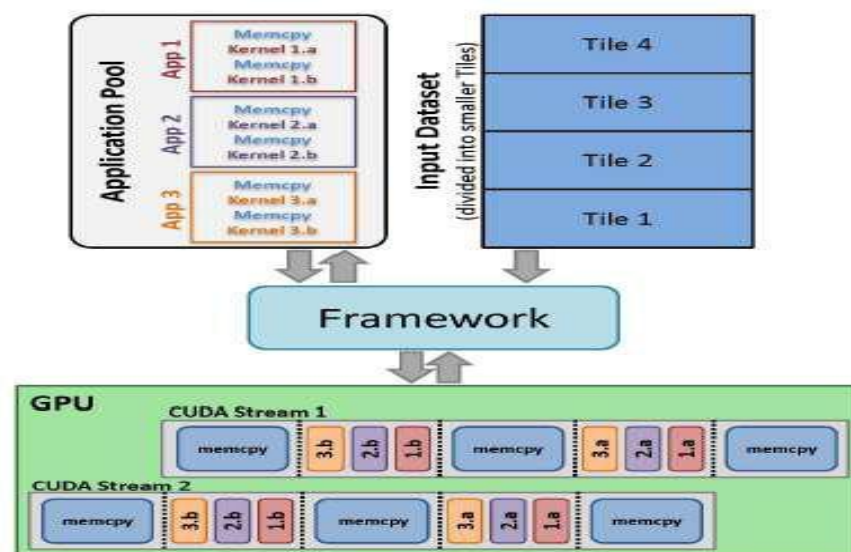 Application Pool
App 1
Memcpy
Kernel 1.a
Memcpy
Kernel 1.b
App 2
Memcpy
Kernel 2.a
Memcpy
Kernel 2.b
App 3
Memcpy
Kernel 3.a
Memcpy
Kernel 3.b
Input Dataset
(divided into smaller Tiles)
Tile 4
Tile 3
Tile 2
Tile 1
Framework
GPU
CUDA Stream 1
memcpy 3.b 2.b 1.b memcpy 3.a 2.a 1.a memcpy
CUDA Stream 2
memcpy 3.b 2.b 1.b memcpy 3.a 2.a 1.a memcpy